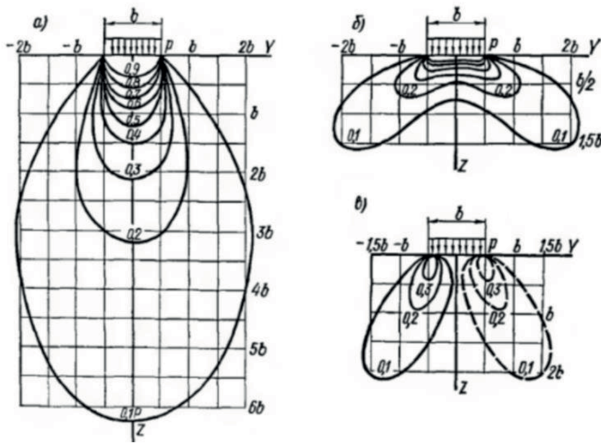 а)
b
-2b -b P b 2b Y
0,9
0,8
0,7
0,6
0,5
0,4
0,3
0,2
0,1P
b
2b
3b
4b
5b
6b
Z
б)
b
-2b -b P b 2b Y
0,2 0,2
b/2
0,1 0,1
1,5b
Z
в)
b
-1,5b -b P b 1,5b Y
0,3 0,3
0,2 0,2
b
0,1 0,1
2b
Z